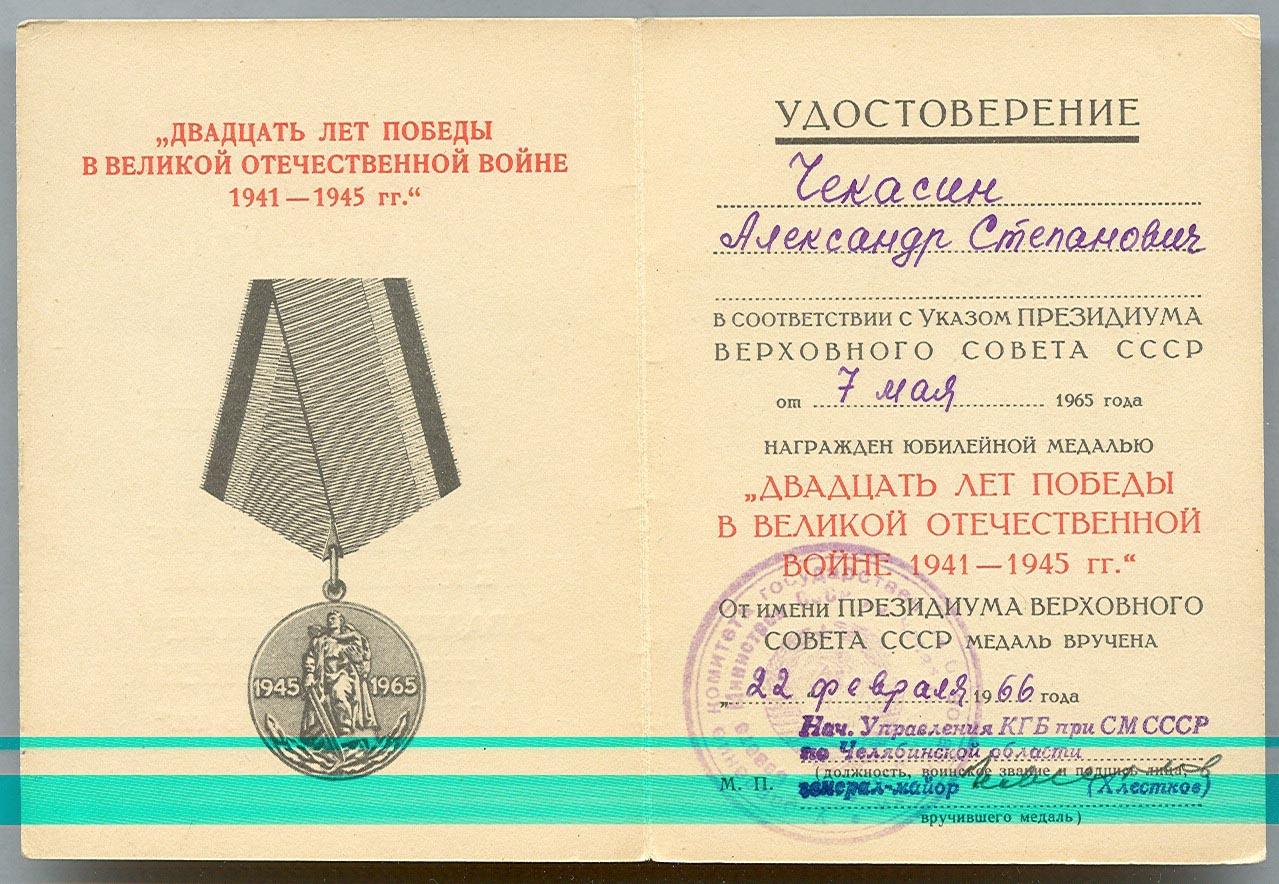 „ДВАДЦАТЬ ЛЕТ ПОБЕДЫ
В ВЕЛИКОЙ ОТЕЧЕСТВЕННОЙ ВОЙНЕ
1941—1945 гг.“
1945 1965
УДОСТОВЕРЕНИЕ
Чекасин
Александр Степанович
В СООТВЕТСТВИИ С УКАЗОМ ПРЕЗИДИУМА
ВЕРХОВНОГО СОВЕТА СССР
от 7 мая 1965 года
НАГРАЖДЕН ЮБИЛЕЙНОЙ МЕДАЛЬЮ
„ДВАДЦАТЬ ЛЕТ ПОБЕДЫ
В ВЕЛИКОЙ ОТЕЧЕСТВЕННОЙ
ВОЙНЕ 1941—1945 гг.“
ОТ ИМЕНИ ПРЕЗИДИУМА ВЕРХОВНОГО
СОВЕТА СССР МЕДАЛЬ ВРУЧЕНА
„22 февраля 1966 года
Нач. Управления КГБ при СМ СССР
по Челябинской области
(должность, воинское звание и подпись лица,
М. П. генерал-майор (Хлестков)
вручившего медаль)
Комитета государственной